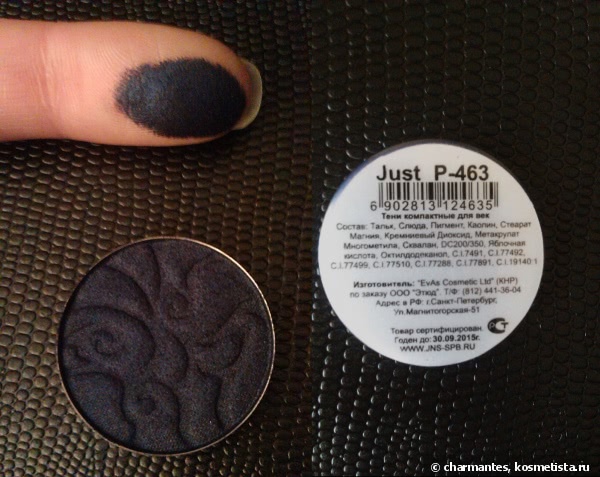 Just P-463
6 902813 124635
Тени компактные для век
Состав: Тальк, Слюда, Пигмент, Каолин, Стеарат
Магния, Кремниевый Диоксид, Метакрулат
Многометила, Сквалан, DC200/350, Яблочная
кислота, Октилдодеканол, C.i.7491, C.i.77492,
C.i.77499, C.i.77510, C.i.77288, C.i.77891, C.i.19140:1
Изготовитель: "EvAs Cosmetic Ltd" (КНР)
по заказу ООО "Этюд". Т/Ф: (812) 441-36-04
Адрес в РФ: г.Санкт-Петербург,
Ул.Магнитогорская-51
Товар сертифицирован.
Годен до: 30.09.2015г.
WWW.JNS-SPB.RU
© charmantes, kosmetista.ru